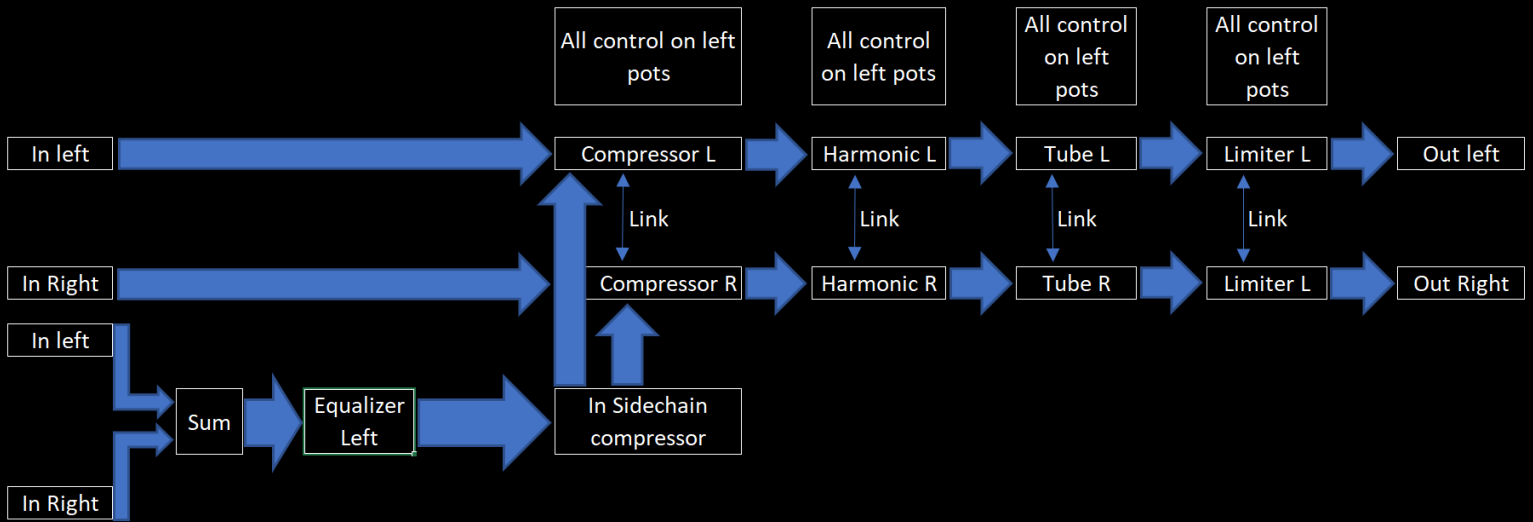 All control on left
pots
All control
on left pots
All control
on left
pots
All control
on left
pots
In left
Compressor L
Harmonic L
Tube L
Limiter L
Out left
Link
Link
Link
Link
In Right
Compressor R
Harmonic R
Tube R
Limiter L
Out Right
In left
Sum
Equalizer
Left
In Sidechain
compressor
In Right